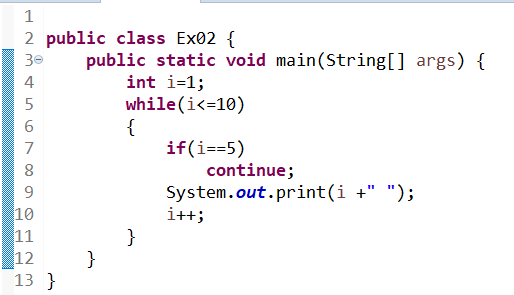 1
2 public class Ex02 {
3 public static void main(String[] args) {
4 int i=1;
5 while(i<=10)
6 {
7 if(i==5)
8 continue;
9 System.out.print(i +" ");
10 i++;
11 }
12 }
13 }